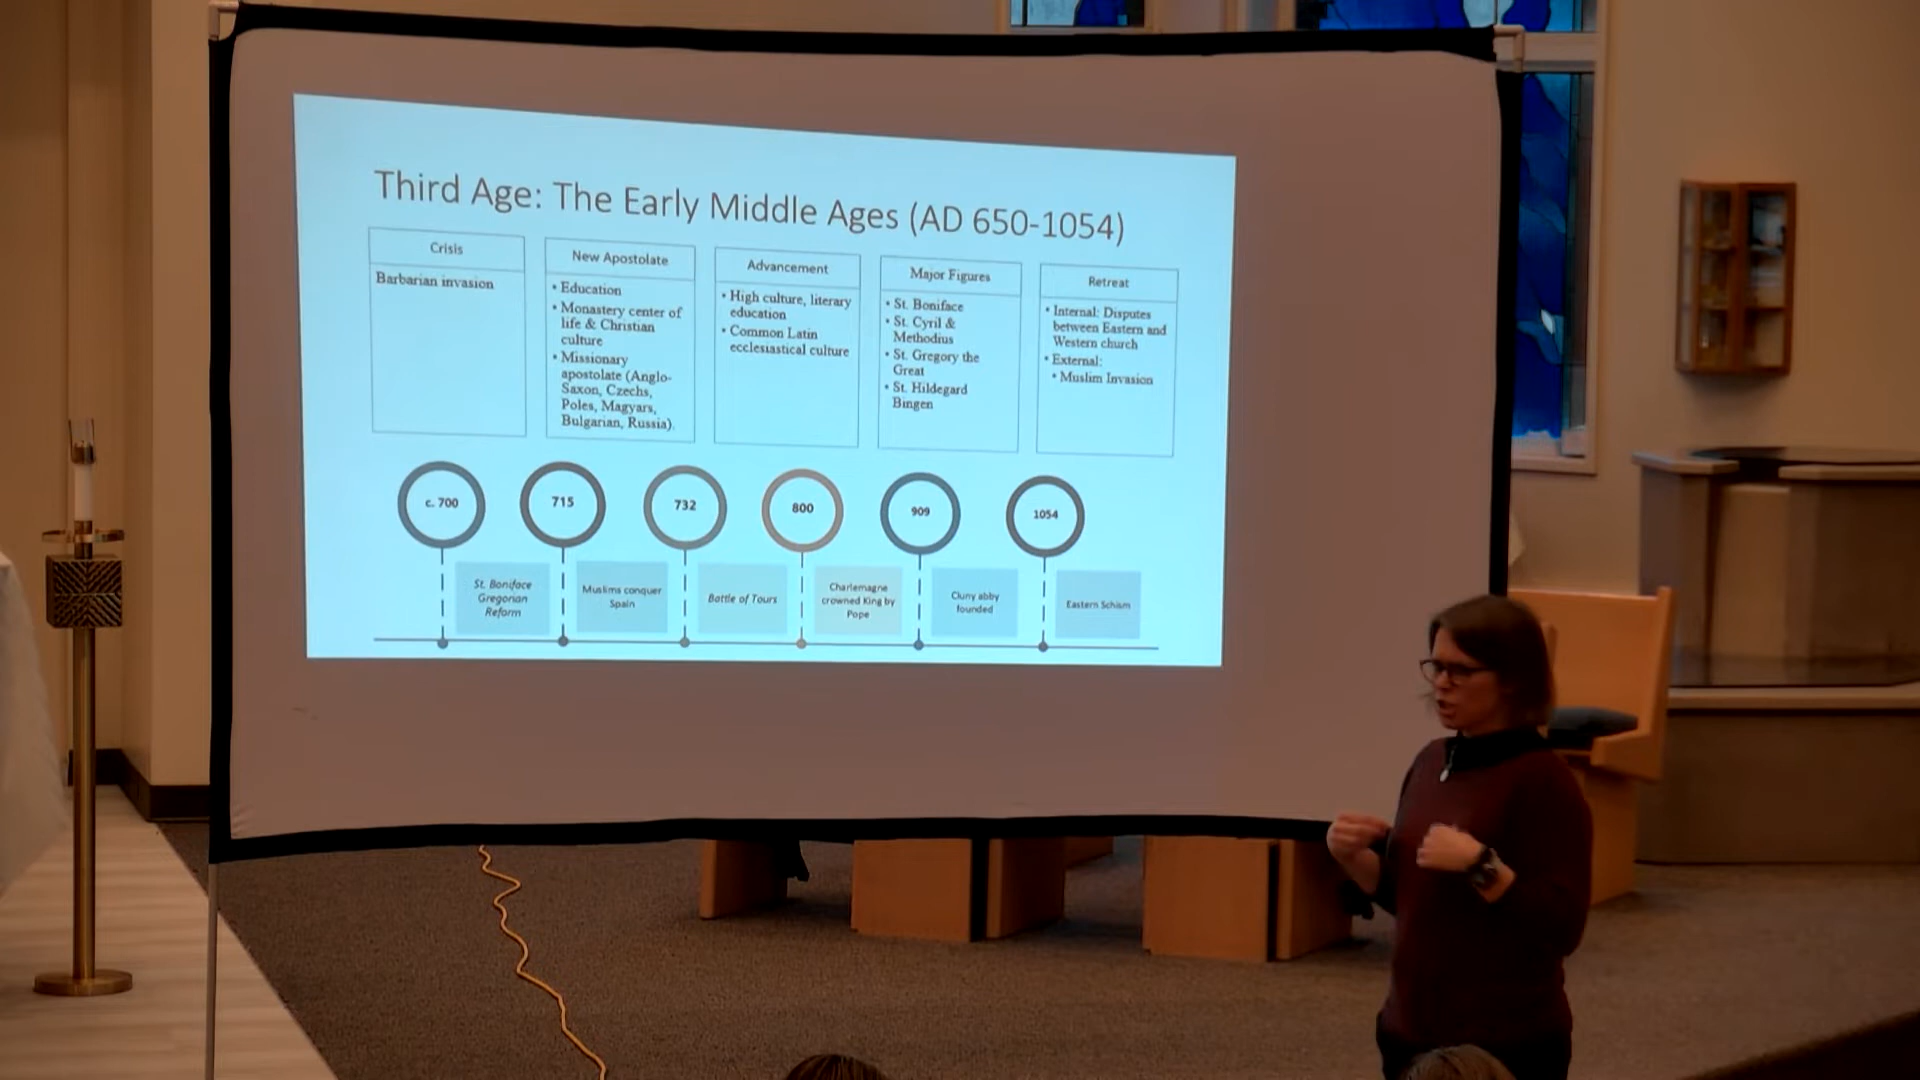 Third Age: The Early Middle Ages (AD 650-1054)
Crisis
Barbarian invasion
New Apostolate
• Education
• Monastery center of
life & Christian
culture
• Missionary
apostolate (Anglo-
Saxon, Czechs,
Poles, Magyars,
Bulgarian, Russia).
Advancement
• High culture, literary
education
• Common Latin
ecclesiastical culture
Major Figures
• St. Boniface
• St. Cyril &
Methodius
• St. Gregory the
Great
• St. Hildegard
Bingen
Retreat
• Internal: Disputes
between Eastern and
Western church
• External:
• Muslim Invasion
c. 700
715
732
800
909
1054
St. Boniface
Gregorian
Reform
Muslims conquer
Spain
Battle of Tours
Charlemagne
crowned King by
Pope
Cluny abby
founded
Eastern Schism